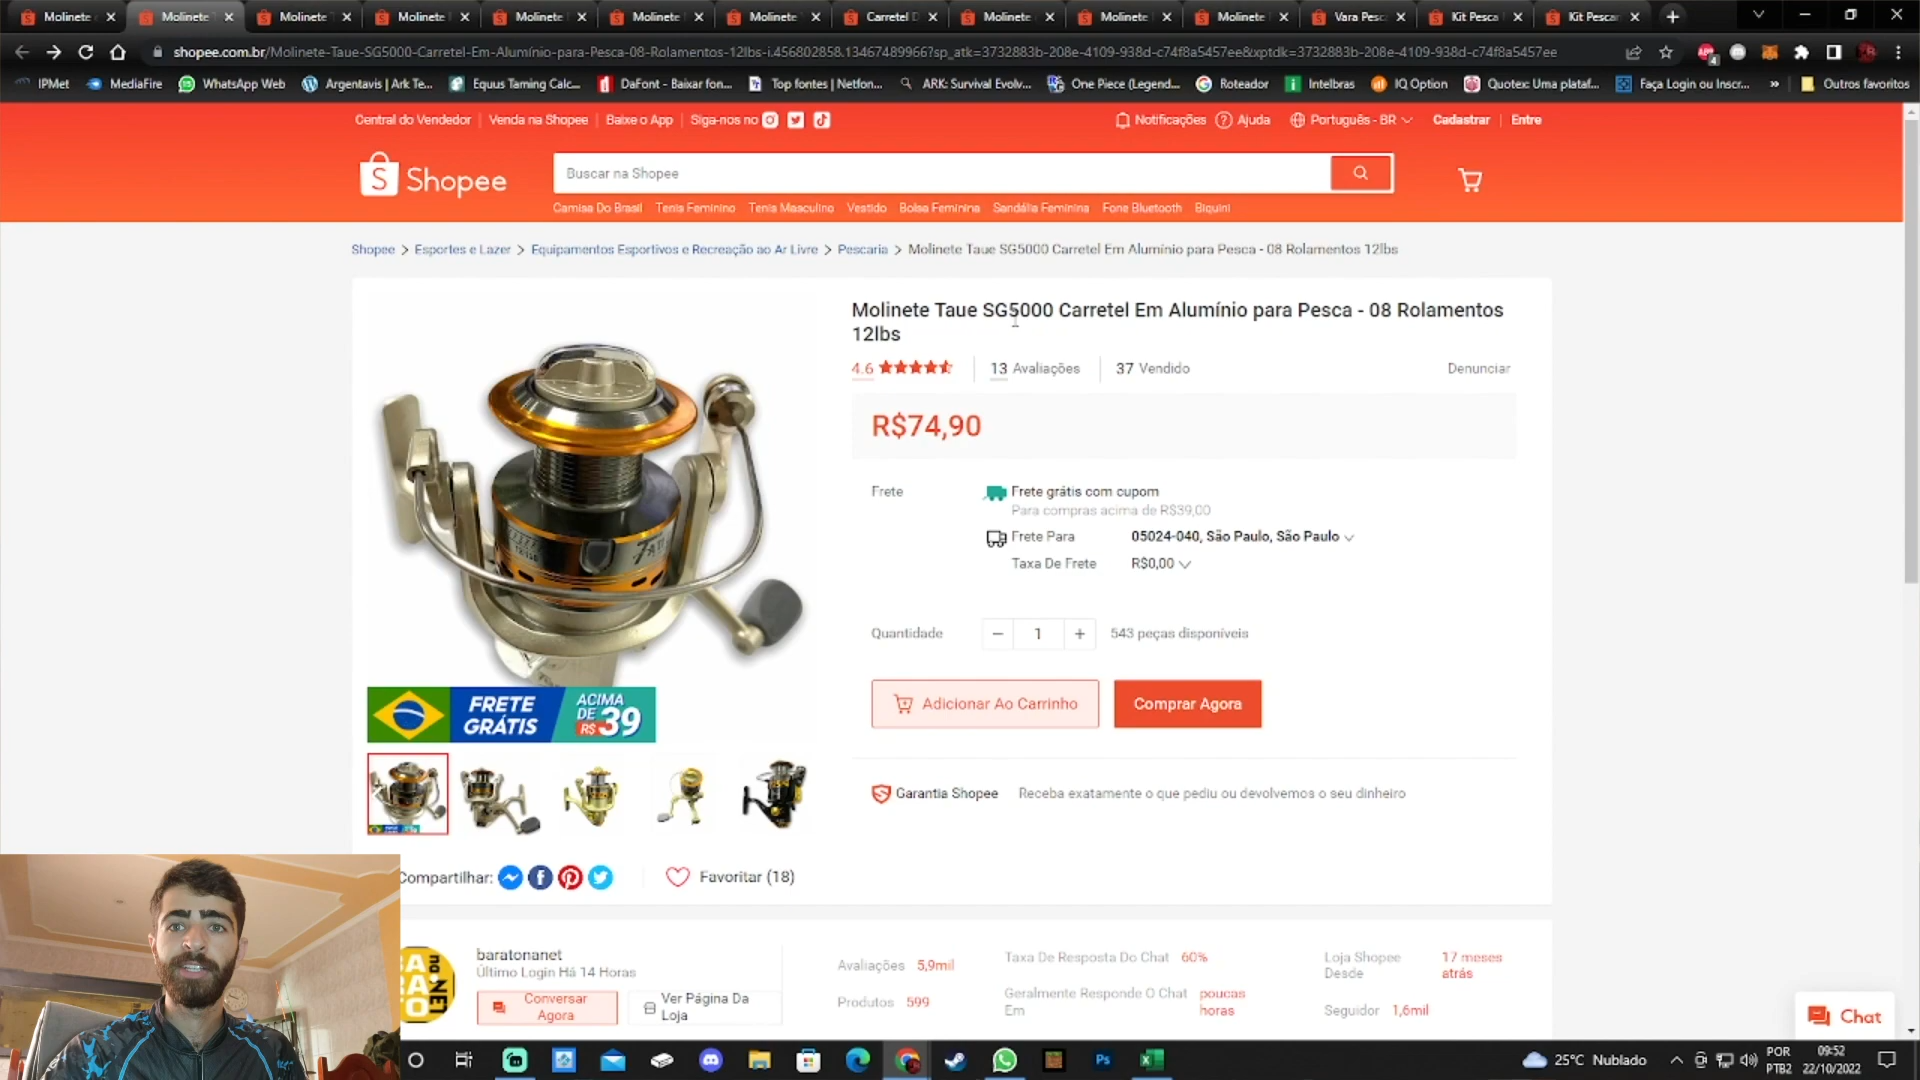 Molinete Molinete Molinete Molinete Molinete Molinete Molinete Carretel D Molinete Molinete Molinete Vara Pesc Kit Pesca Kit Pescar
shopee.com.br/Molinete-Taue-SG5000-Carretel-Em-Alumínio-para-Pesca-08-Rolamentos-12lbs-i.456802858.13467489966?sp_atk=3732883b-208e-4109-938d-c74f8a5457ee&xptdk=3732883b-208e-4109-938d-c74f8a5457ee
IPMet MediaFire WhatsApp Web Argentavis | Ark Te... Equus Taming Calc... DaFont - Baixar fon... Top fontes | Netfon... ARK: Survival Evolv... One Piece (Legend... Roteador Intelbras IQ Option Quotex: Uma plataf... Faça Login ou Inscr... » Outros favoritos
Central do Vendedor | Venda na Shopee | Baixe o App | Siga-nos no Notificações Ajuda Português - BR Cadastrar | Entre
Shopee Buscar na Shopee
Camisa Do Brasil Tenis Feminino Tenis Masculino Vestido Bolsa Feminina Sandália Feminina Fone Bluetooth Biquini
Shopee > Esportes e Lazer > Equipamentos Esportivos e Recreação ao Ar Livre > Pescaria > Molinete Taue SG5000 Carretel Em Alumínio para Pesca - 08 Rolamentos 12lbs
Molinete Taue SG5000 Carretel Em Alumínio para Pesca - 08 Rolamentos
12lbs
4.6 13 Avaliações 37 Vendido Denunciar
R$74,90
Frete Frete grátis com cupom
Para compras acima de R$39,00
Frete Para 05024-040, São Paulo, São Paulo
Taxa De Frete R$0,00
Quantidade − 1 + 543 peças disponíveis
FRETE GRÁTIS ACIMA DE R$ 39
Adicionar Ao Carrinho Comprar Agora
Garantia Shopee Receba exatamente o que pediu ou devolvemos o seu dinheiro
Compartilhar: Favoritar (18)
BARATO na NET
baratonanet
Último Login Há 14 Horas
Conversar Agora
Ver Página Da Loja
Avaliações 5,9mil
Produtos 599
Taxa De Resposta Do Chat 60%
Geralmente Responde O Chat Em poucas horas
Loja Shopee Desde 17 meses atrás
Seguidor 1,6mil
Chat
25°C Nublado POR PTB2 09:52 22/10/2022